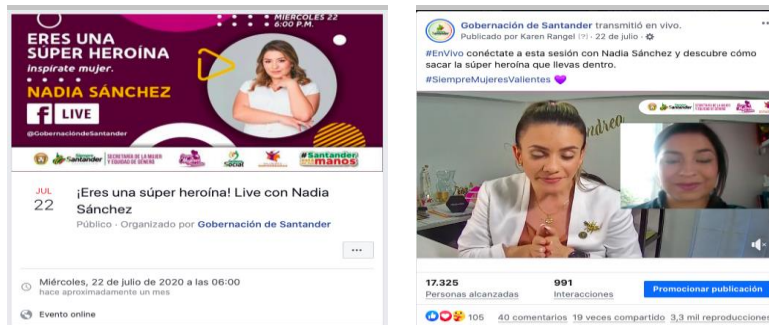 MIÉRCOLES 22
6:00 P.M.
ERES UNA
SÚPER HEROÍNA
inspírate mujer.
NADIA SÁNCHEZ
f LIVE
@GobernacióndeSantander
Santander
SECRETARÍA DE LA MUJER
Y EQUIDAD DE GÉNERO
Social
#Santander
manos
JUL
22
¡Eres una súper heroína! Live con Nadia
Sánchez
Público · Organizado por Gobernación de Santander
Miércoles, 22 de julio de 2020 a las 06:00
hace aproximadamente un mes
Evento online
Gobernación de Santander transmitió en vivo.
Publicado por Karen Rangel [?] · 22 de julio ·
#EnVivo conéctate a esta sesión con Nadia Sánchez y descubre cómo
sacar la súper heroína que llevas dentro.
#SiempreMujeresValientes 💜
ndrea
17.325
Personas alcanzadas
991
Interacciones
Promocionar publicación
105
40 comentarios 19 veces compartido 3,3 mil reproducciones